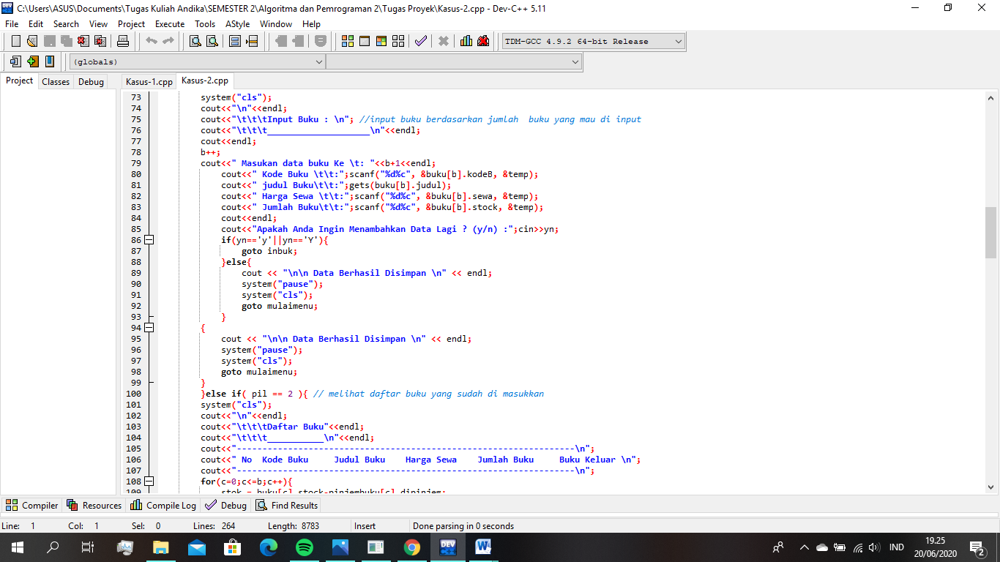 C:\Users\ASUS\Documents\Tugas Kuliah Andika\SEMESTER 2\Algoritma dan Pemrograman 2\Tugas Proyek\Kasus-2.cpp - Dev-C++ 5.11
File Edit Search View Project Execute Tools AStyle Window Help
TDM-GCC 4.9.2 64-bit Release
(globals)
Project Classes Debug Kasus-1.cpp Kasus-2.cpp
73 system("cls");
74 cout<<"\n"<<endl;
75 cout<<"\t\t\tInput Buku : \n"; //input buku berdasarkan jumlah  buku yang mau di input
76 cout<<"\t\t\t____________________\n"<<endl;
77 cout<<endl;
78 b++;
79 cout<<" Masukan data buku Ke \t: "<<b+1<<endl;
80 cout<<" Kode Buku \t\t:";scanf("%d%c", &buku[b].kodeB, &temp);
81 cout<<" judul Buku\t\t:";gets(buku[b].judul);
82 cout<<" Harga Sewa \t\t:";scanf("%d%c", &buku[b].sewa, &temp);
83 cout<<" Jumlah Buku\t\t:";scanf("%d%c", &buku[b].stock, &temp);
84 cout<<endl;
85 cout<<"Apakah Anda Ingin Menambahkan Data Lagi ? (y/n) :";cin>>yn;
86 if(yn=='y'||yn=='Y'){
87 goto inbuk;
88 }else{
89 cout << "\n\n Data Berhasil Disimpan \n" << endl;
90 system("pause");
91 system("cls");
92 goto mulaimenu;
93 }
94 {
95 cout << "\n\n Data Berhasil Disimpan \n" << endl;
96 system("pause");
97 system("cls");
98 goto mulaimenu;
99 }
100 }else if( pil == 2 ){ // melihat daftar buku yang sudah di masukkan
101 system("cls");
102 cout<<"\n"<<endl;
103 cout<<"\t\t\tDaftar Buku"<<endl;
104 cout<<"\t\t\t___________\n"<<endl;
105 cout<<"------------------------------------------------------------------\n";
106 cout<<" No  Kode Buku     Judul Buku    Harga Sewa    Jumlah Buku     Buku Keluar \n";
107 cout<<"------------------------------------------------------------------\n";
108 for(c=0;c<=b;c++){
109 stok = buku[c].stock-pinjembuku[c].dipinjem;
Compiler Resources Compile Log Debug Find Results
Line: 1 Col: 1 Sel: 0 Lines: 264 Length: 8783 Insert Done parsing in 0 seconds
DEV
IND
19.25
20/06/2020
2